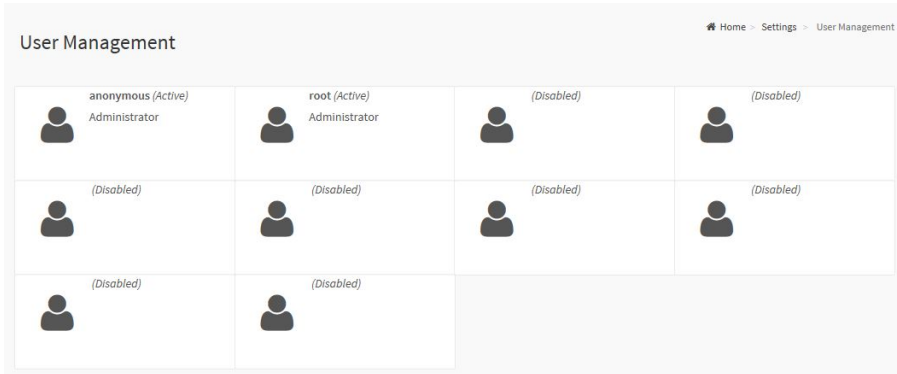 Home > Settings > User Management
User Management
anonymous (Active)
Administrator
root (Active)
Administrator
(Disabled)
(Disabled)
(Disabled)
(Disabled)
(Disabled)
(Disabled)
(Disabled)
(Disabled)